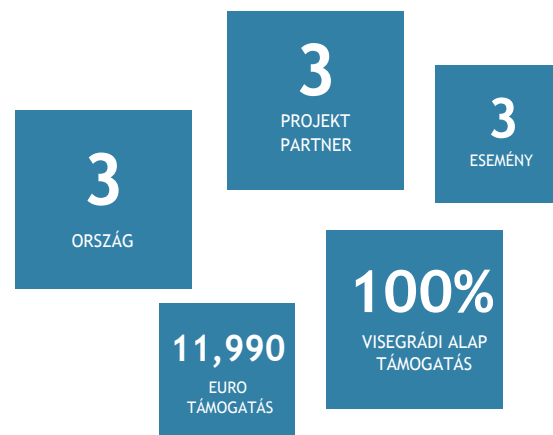 3
PROJEKT
PARTNER
3
ESEMÉNY
3
ORSZÁG
100%
VISEGRÁDI ALAP
TÁMOGATÁS
11,990
EURO
TÁMOGATÁS